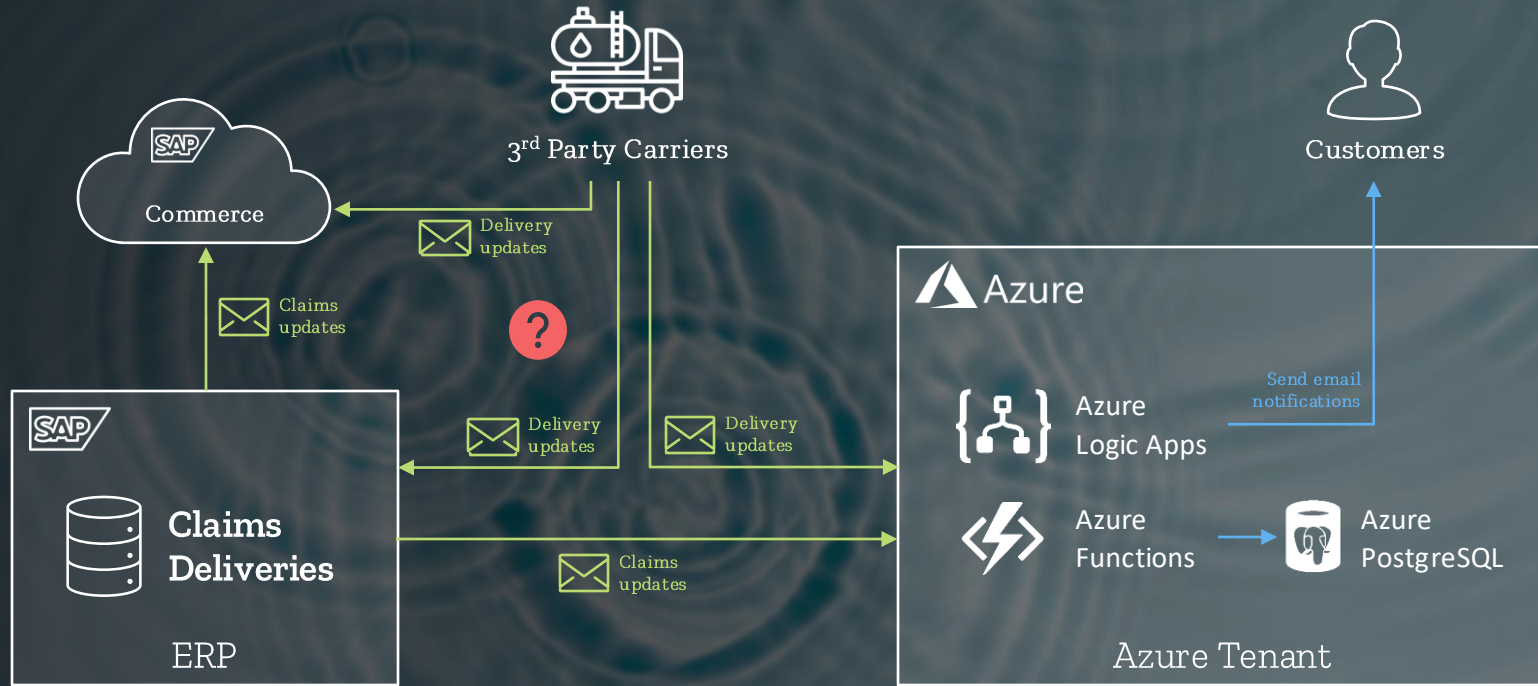 3rd Party Carriers
Customers
SAP
Commerce
Delivery
updates
Claims
updates
?
Azure
Send email
notifications
SAP
Delivery
updates
Delivery
updates
Azure
Logic Apps
Claims
Deliveries
Azure
Functions
Azure
PostgreSQL
Claims
updates
ERP
Azure Tenant